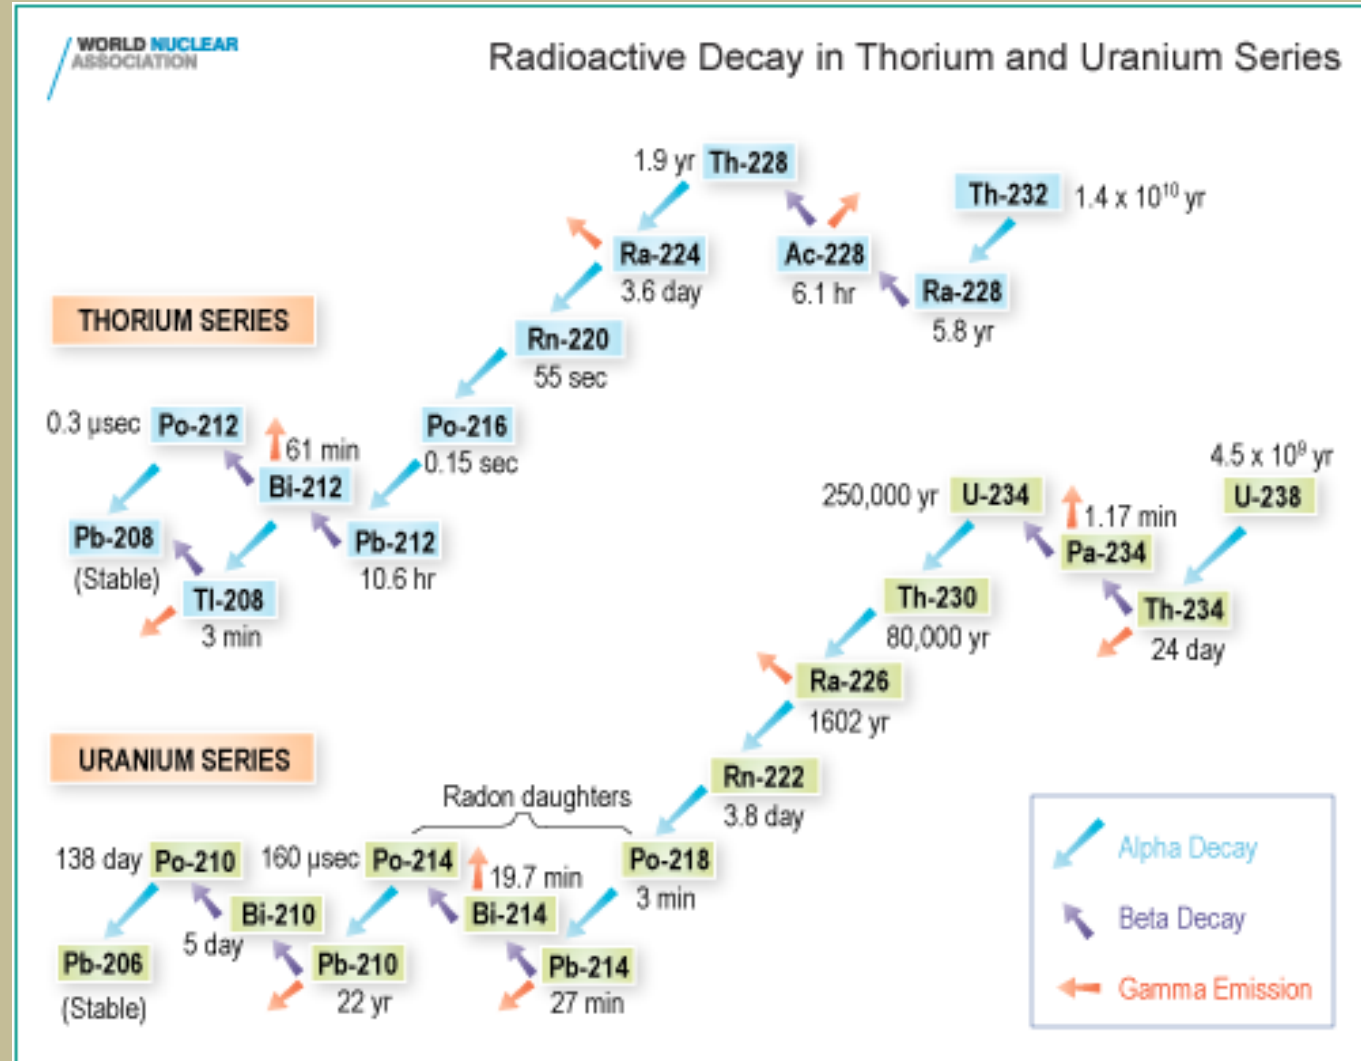 WORLD NUCLEAR
ASSOCIATION
Radioactive Decay in Thorium and Uranium Series
1.9 yr Th-228
Th-232 1.4 x 10¹⁰ yr
Ra-224
3.6 day
Ac-228
6.1 hr
Ra-228
5.8 yr
THORIUM SERIES
Rn-220
55 sec
0.3 µsec Po-212
61 min
Bi-212
Po-216
0.15 sec
Pb-208
(Stable)
Pb-212
10.6 hr
Tl-208
3 min
4.5 x 10⁹ yr
U-238
250,000 yr U-234
1.17 min
Pa-234
Th-230
80,000 yr
Th-234
24 day
Ra-226
1602 yr
URANIUM SERIES
Rn-222
3.8 day
Radon daughters
138 day Po-210
160 µsec Po-214
19.7 min
Bi-214
Po-218
3 min
Bi-210
5 day
Pb-206
(Stable)
Pb-210
22 yr
Pb-214
27 min
Alpha Decay
Beta Decay
Gamma Emission